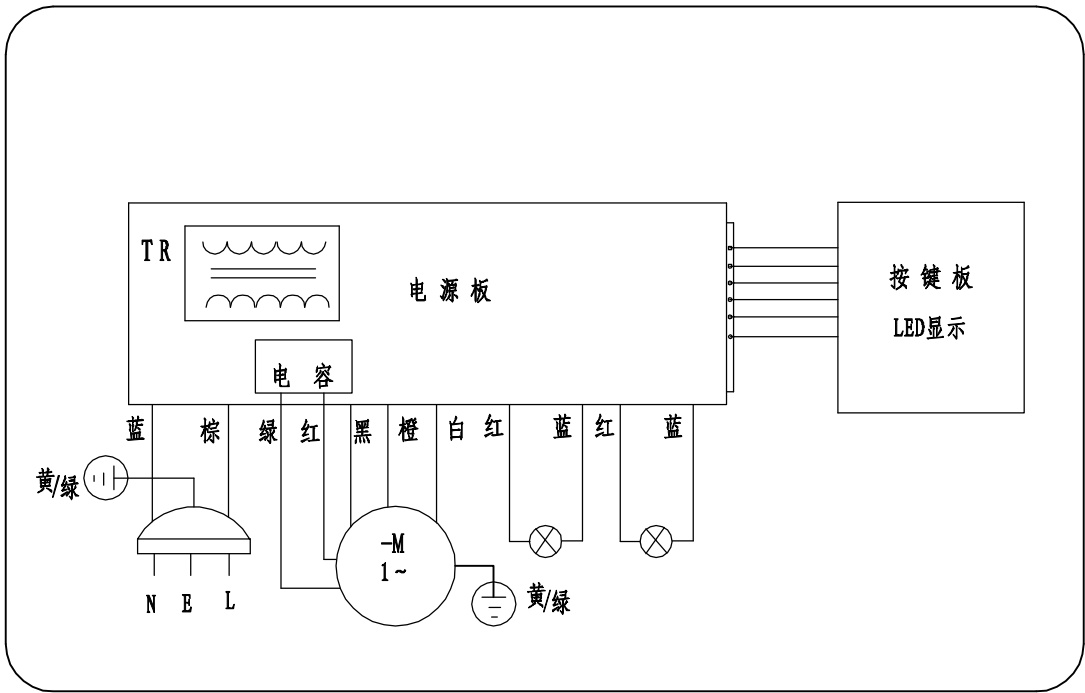 TR
电源板
按键板
LED显示
电容
蓝 棕 绿 红 黑 橙 白 红 蓝 红 蓝
黄/绿
-M
1~
N E L
黄/绿